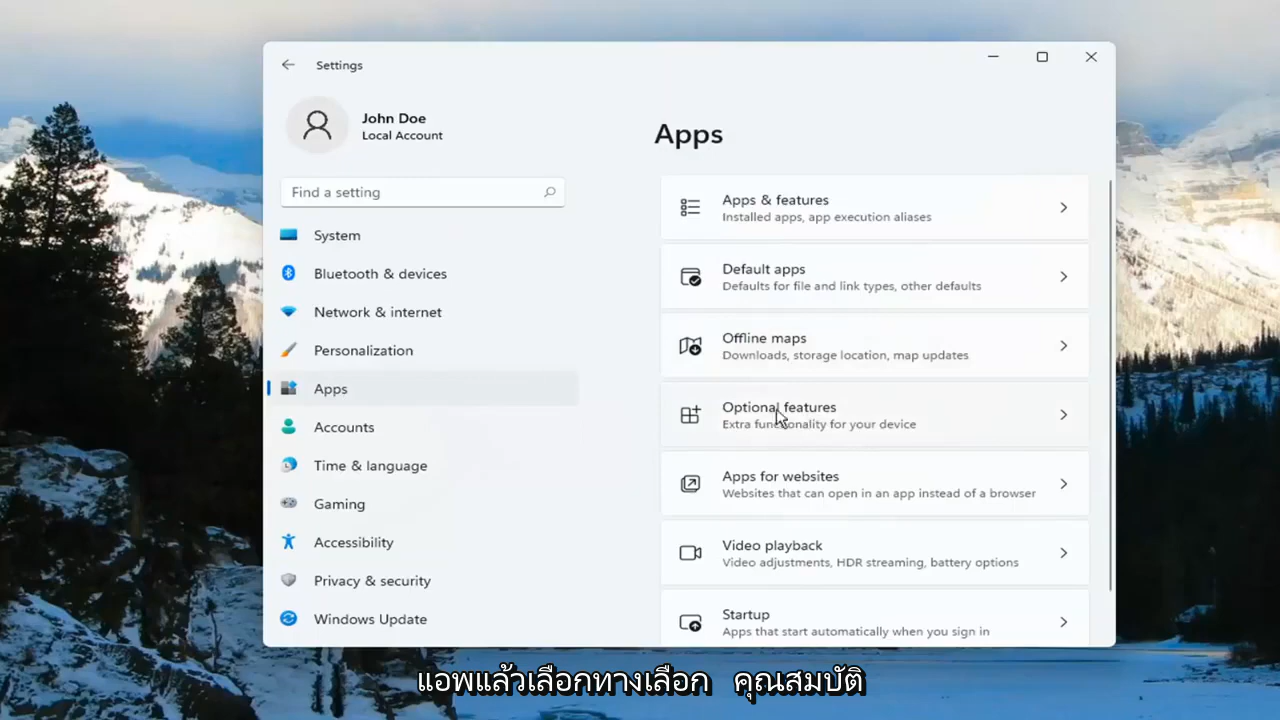 Settings
John Doe
Local Account
Find a setting
System
Bluetooth & devices
Network & internet
Personalization
Apps
Accounts
Time & language
Gaming
Accessibility
Privacy & security
Windows Update
Apps
Apps & features
Installed apps, app execution aliases
Default apps
Defaults for file and link types, other defaults
Offline maps
Downloads, storage location, map updates
Optional features
Extra functionality for your device
Apps for websites
Websites that can open in an app instead of a browser
Video playback
Video adjustments, HDR streaming, battery options
Startup
Apps that start automatically when you sign in
แอพแล้วเลือกทางเลือก คุณสมบัติ